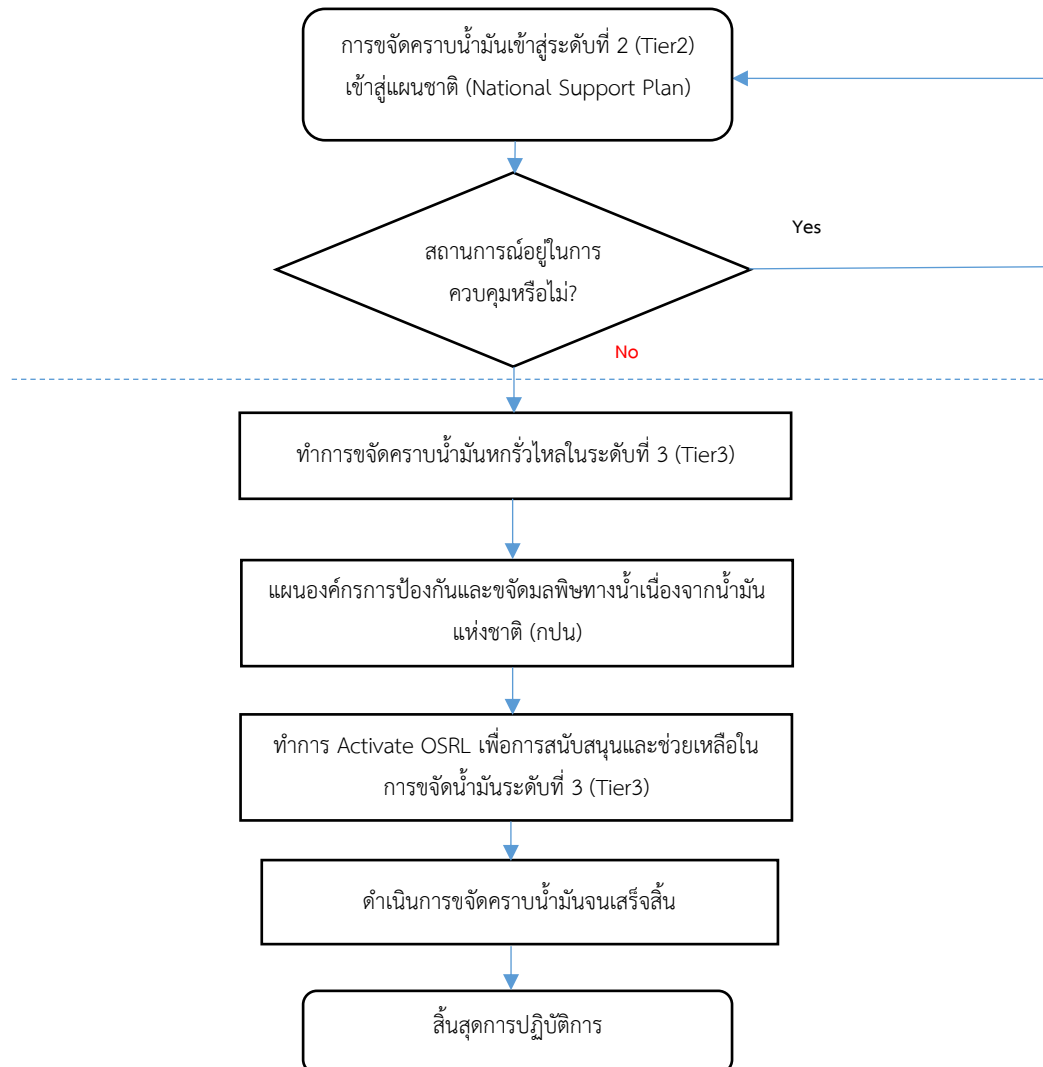 การขจัดคราบน้ำมันเข้าสู่ระดับที่ 2 (Tier2)
เข้าสู่แผนชาติ (National Support Plan)
Yes
สถานการณ์อยู่ในการ
ควบคุมหรือไม่?
No
ทำการขจัดคราบน้ำมันหกรั่วไหลในระดับที่ 3 (Tier3)
แผนองค์กรการป้องกันและขจัดมลพิษทางน้ำเนื่องจากน้ำมัน
แห่งชาติ (กปน)
ทำการ Activate OSRL เพื่อการสนับสนุนและช่วยเหลือใน
การขจัดน้ำมันระดับที่ 3 (Tier3)
ดำเนินการขจัดคราบน้ำมันจนเสร็จสิ้น
สิ้นสุดการปฏิบัติการ